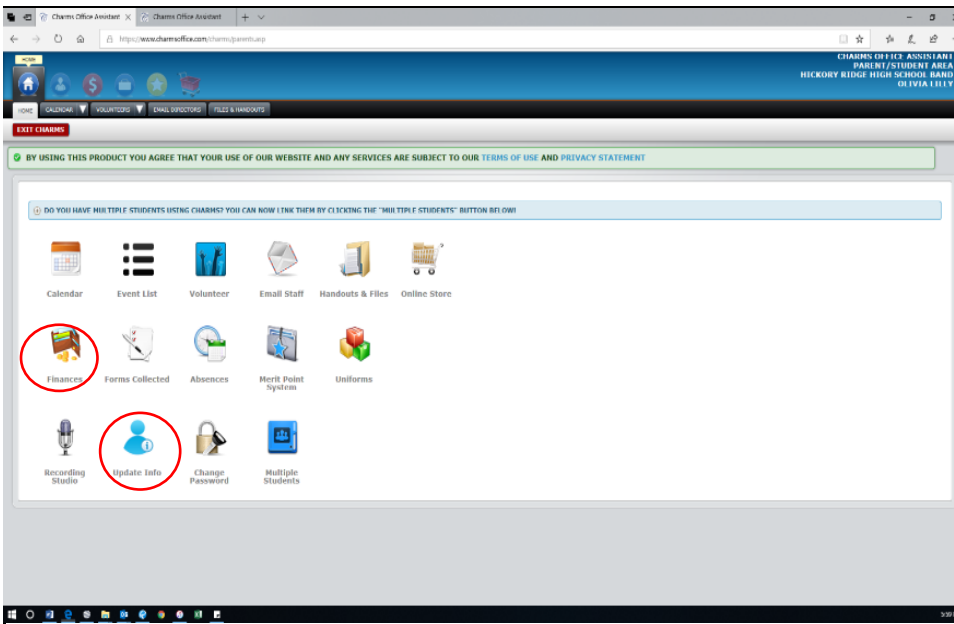 Charms Office Assistant
Charms Office Assistant
https://www.charmsoffice.com/charms/parents.asp
HOME
CHARMS OFFICE ASSISTANT
PARENT/STUDENT AREA
HICKORY RIDGE HIGH SCHOOL BAND
OLIVIA LILLY
HOME CALENDAR VOLUNTEERS EMAIL DIRECTORS FILES & HANDOUTS
EXIT CHARMS
BY USING THIS PRODUCT YOU AGREE THAT YOUR USE OF OUR WEBSITE AND ANY SERVICES ARE SUBJECT TO OUR TERMS OF USE AND PRIVACY STATEMENT
DO YOU HAVE MULTIPLE STUDENTS USING CHARMS? YOU CAN NOW LINK THEM BY CLICKING THE "MULTIPLE STUDENTS" BUTTON BELOW!
Calendar Event List Volunteer Email Staff Handouts & Files Online Store
Finances Forms Collected Absences Merit Point System Uniforms
Recording Studio Update Info Change Password Multiple Students